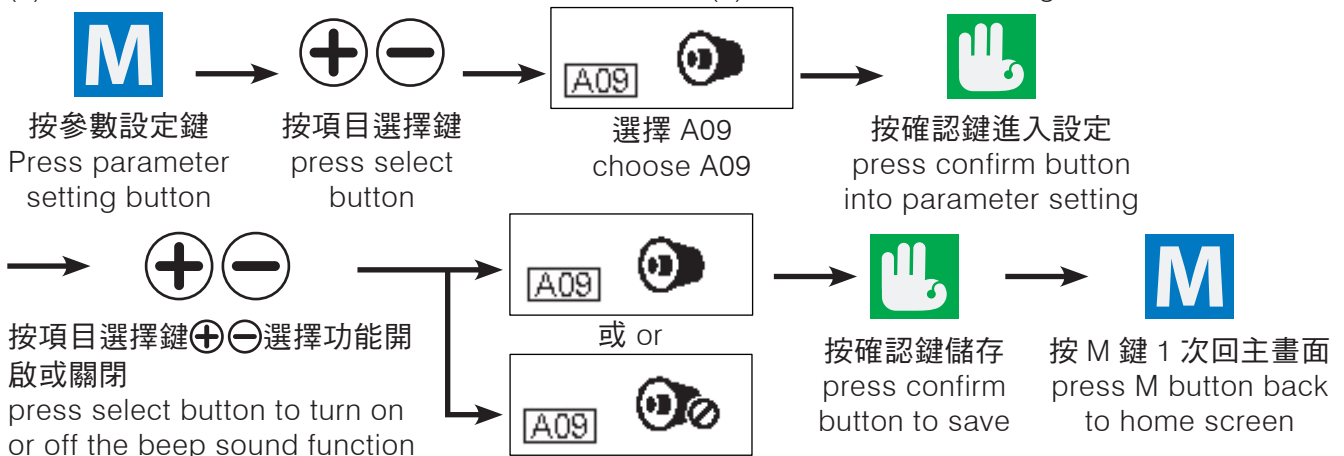 M
A09
按參數設定鍵
Press parameter
setting button
按項目選擇鍵
press select
button
選擇 A09
choose A09
按確認鍵進入設定
press confirm button
into parameter setting
按項目選擇鍵⊕⊖選擇功能開
啟或關閉
press select button to turn on
or off the beep sound function
A09
或 or
A09
按確認鍵儲存
press confirm
button to save
M
按 M 鍵 1 次回主畫面
press M button back
to home screen